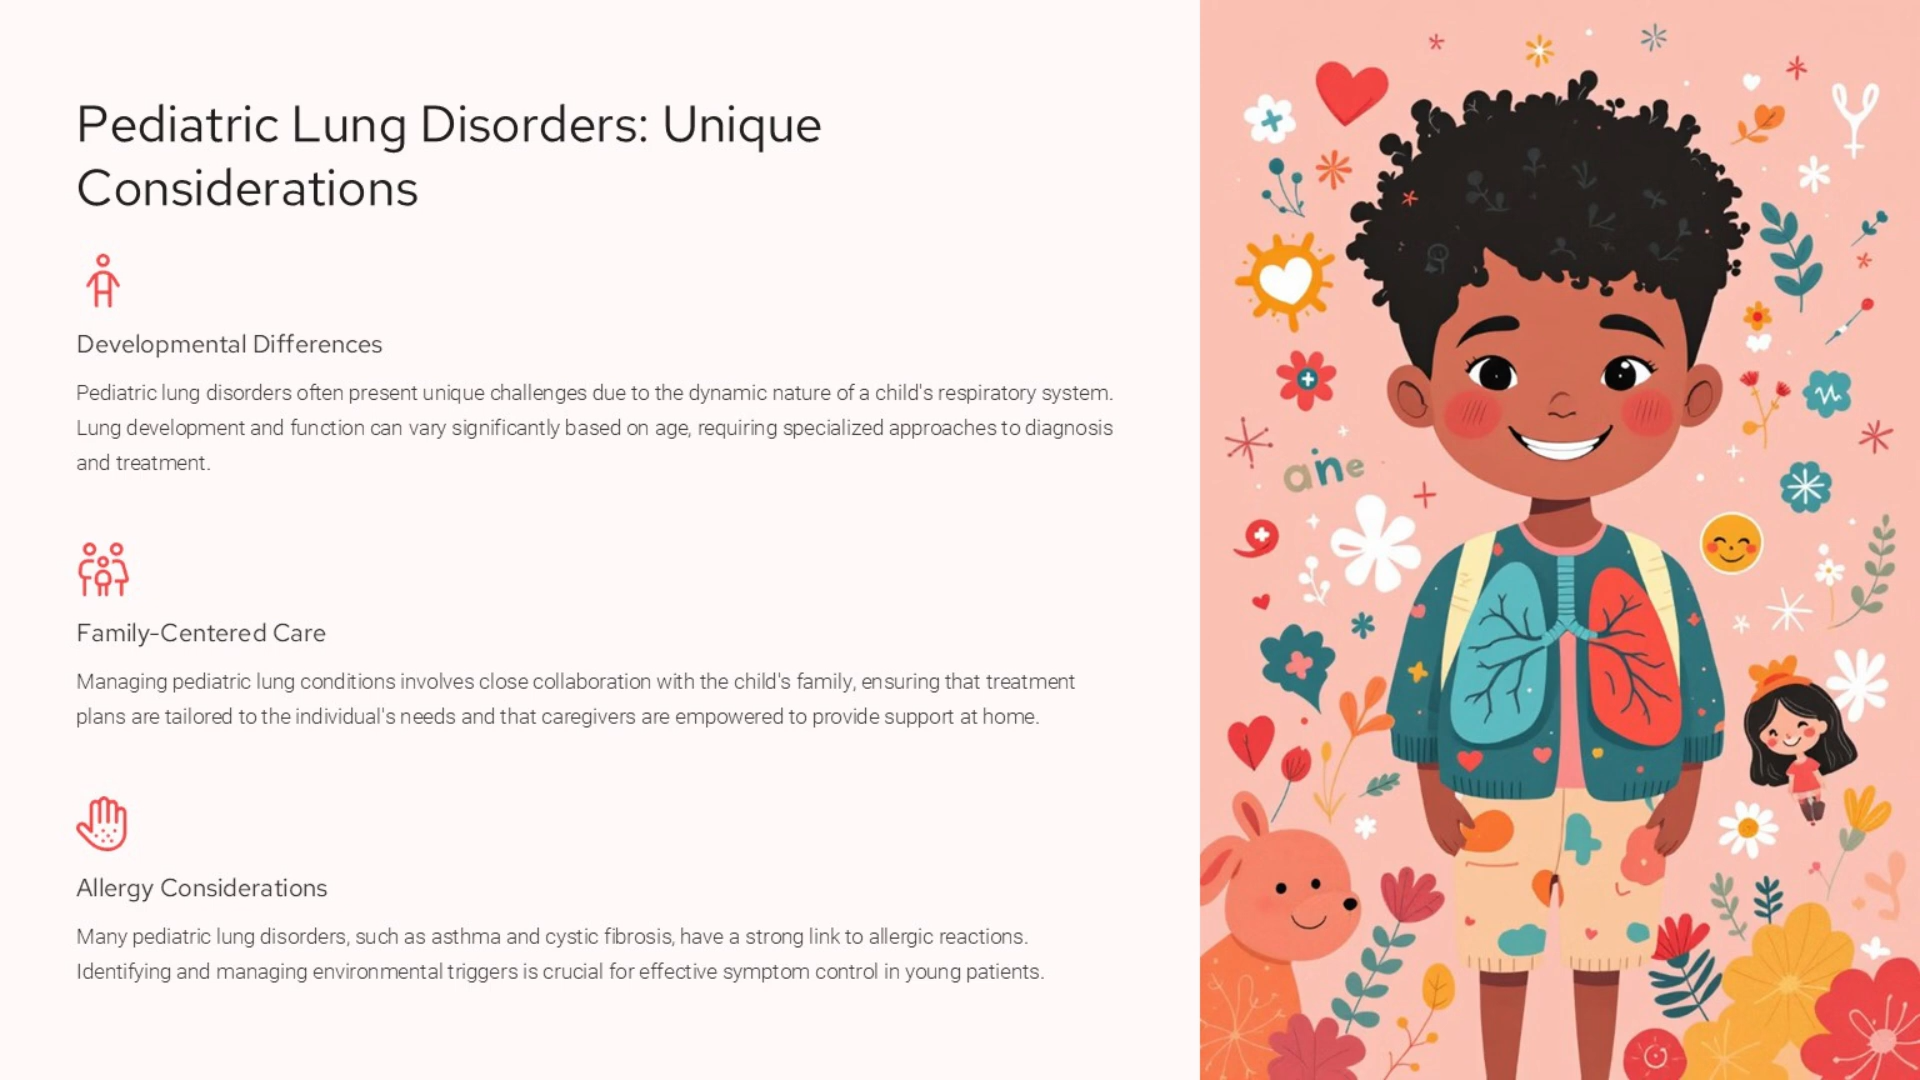 Pediatric Lung Disorders: Unique
Considerations
Developmental Differences
Pediatric lung disorders often present unique challenges due to the dynamic nature of a child's respiratory system.
Lung development and function can vary significantly based on age, requiring specialized approaches to diagnosis
and treatment.
Family-Centered Care
Managing pediatric lung conditions involves close collaboration with the child's family, ensuring that treatment
plans are tailored to the individual's needs and that caregivers are empowered to provide support at home.
Allergy Considerations
Many pediatric lung disorders, such as asthma and cystic fibrosis, have a strong link to allergic reactions.
Identifying and managing environmental triggers is crucial for effective symptom control in young patients.
aine